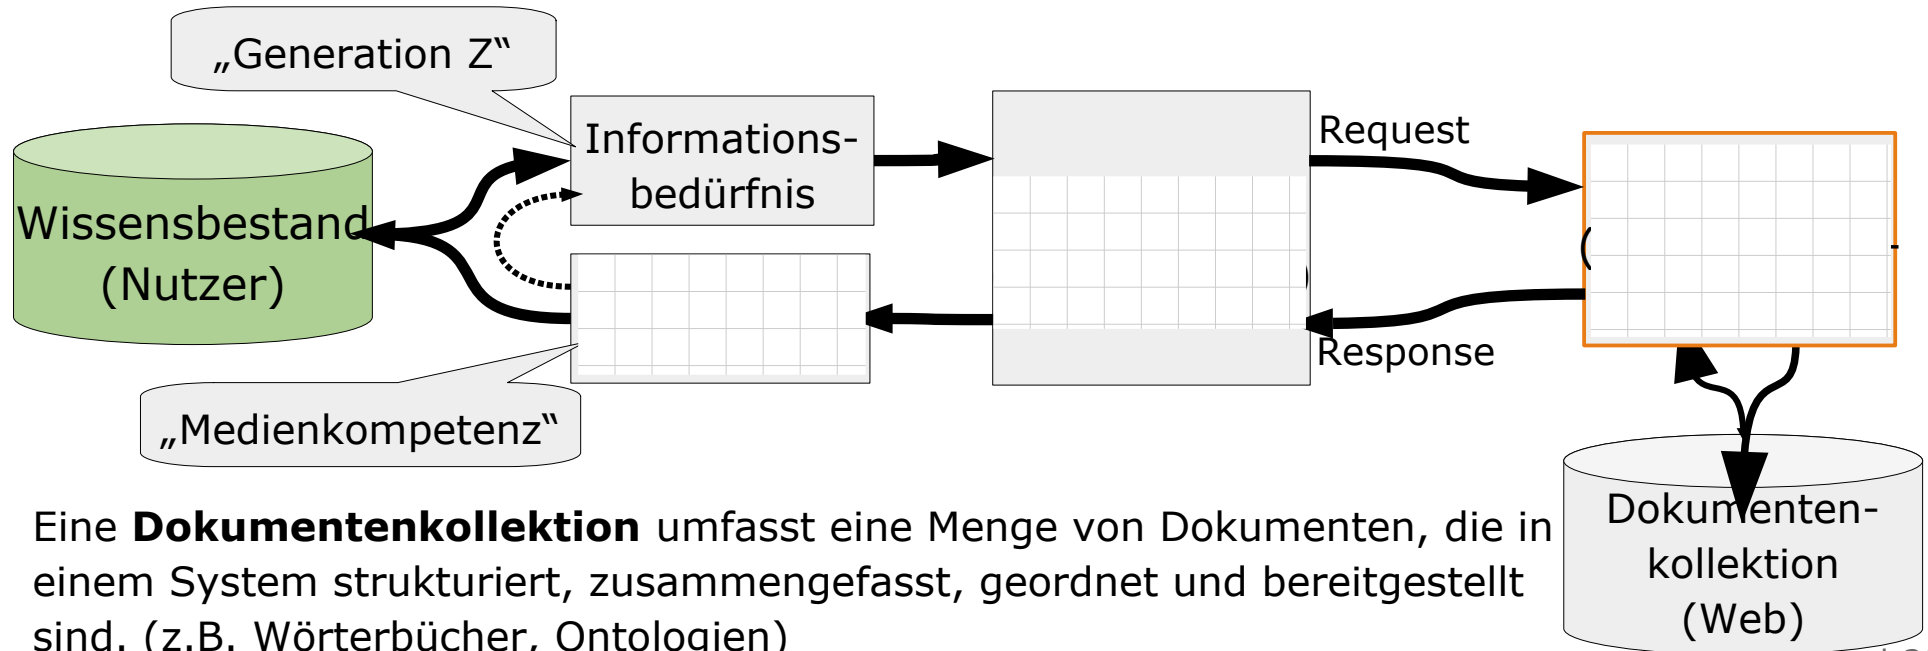 „Generation Z“
Informations-
bedürfnis
Request
Wissensbestand
(Nutzer)
(
)
-
Response
„Medienkompetenz“
Eine Dokumentenkollektion umfasst eine Menge von Dokumenten, die in
einem System strukturiert, zusammengefasst, geordnet und bereitgestellt
sind. (z.B. Wörterbücher, Ontologien)
Dokumenten-
kollektion
(Web)